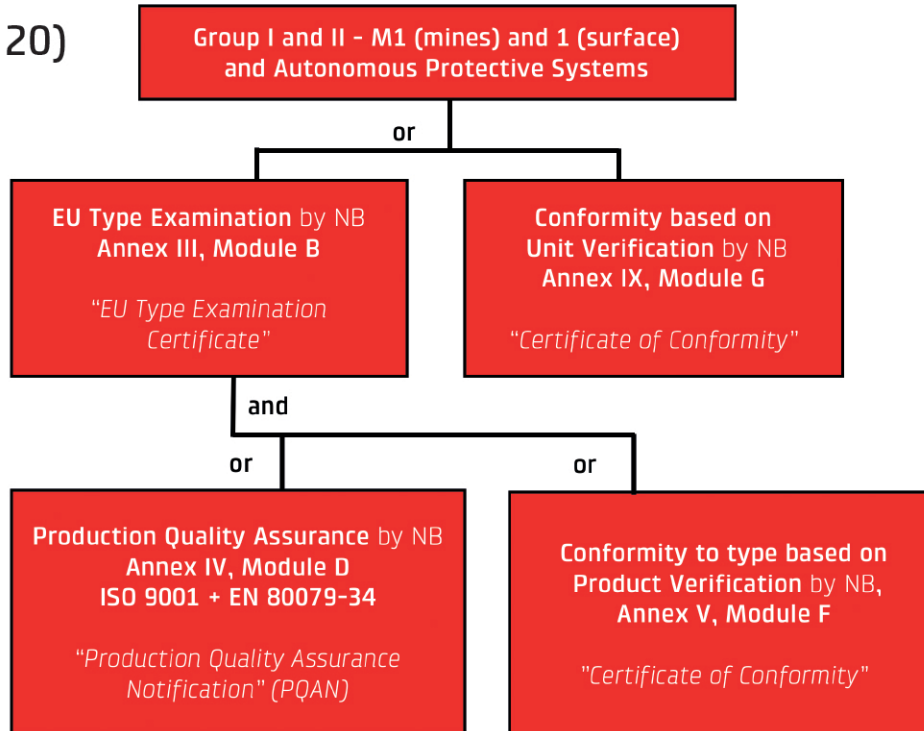 20)
Group I and II - M1 (mines) and 1 (surface)
and Autonomous Protective Systems
or
EU Type Examination by NB
Annex III, Module B
“EU Type Examination
Certificate”
Conformity based on
Unit Verification by NB
Annex IX, Module G
“Certificate of Conformity”
and
or
or
Production Quality Assurance by NB
Annex IV, Module D
ISO 9001 + EN 80079-34
“Production Quality Assurance
Notification” (PQAN)
Conformity to type based on
Product Verification by NB,
Annex V, Module F
”Certificate of Conformity”